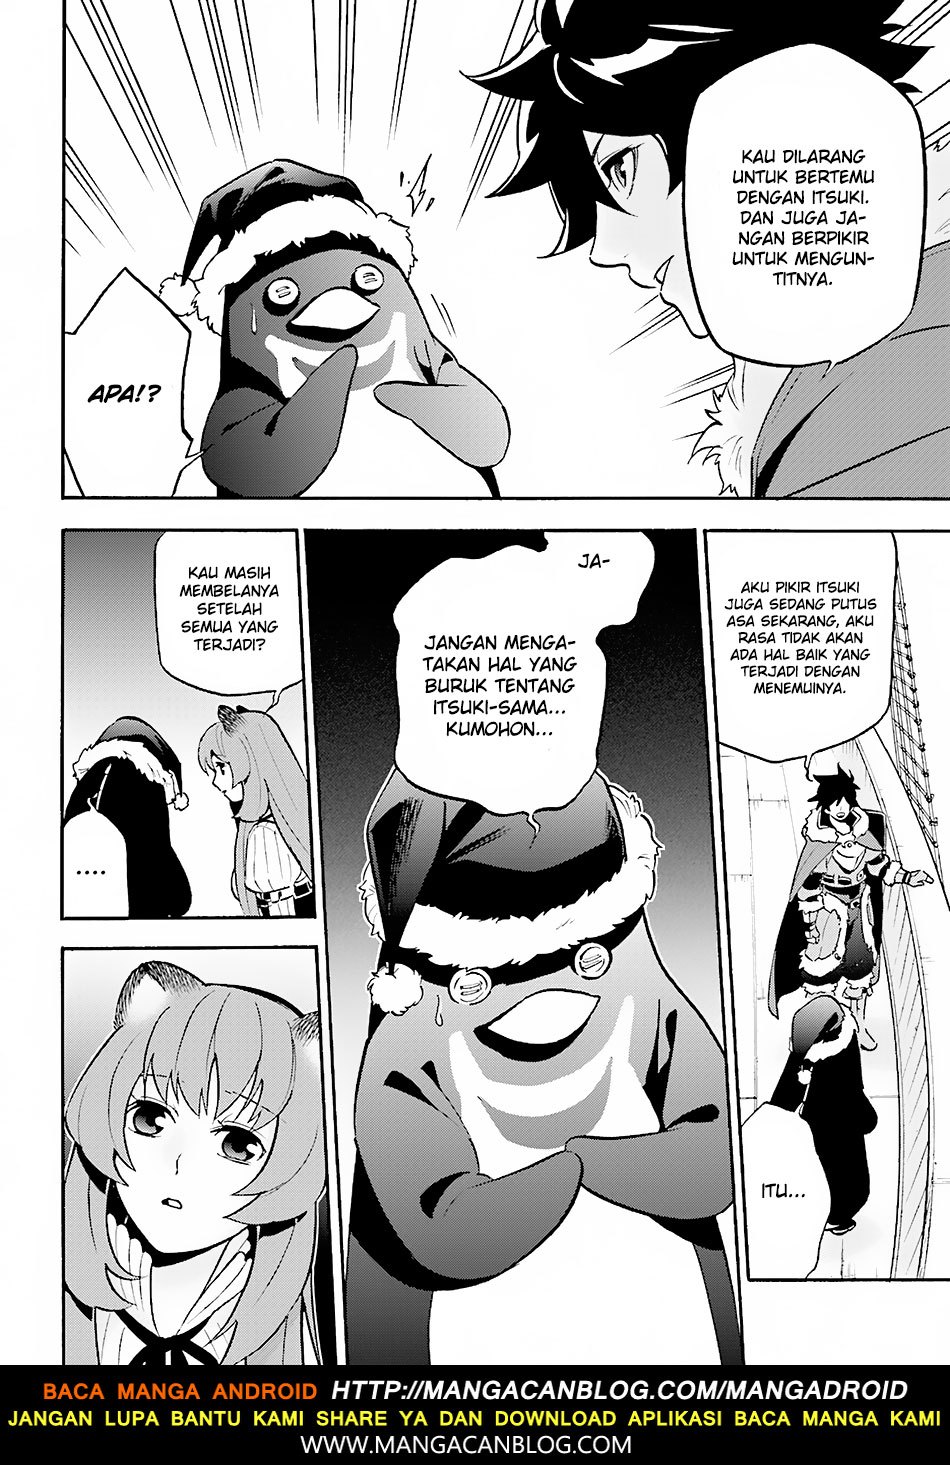 KAU DILARANG
UNTUK BERTEMU
DENGAN ITSUKI.
DAN JUGA JA-
NGAN BERPIKIR
UNTUK MENGUN-
TITNYA.
APA!?
AKU PIKIR ITSUKI
JUGA SEDANG PUTUS
ASA SEKARANG, AKU
RASA TIDAK AKAN
ADA HAL BAIK YANG
TERJADI DENGAN
MENEMUINYA.
ITU...
JA-
JANGAN MENGA-
TAKAN HAL YANG
BURUK TENTANG
ITSUKI-SAMA...
KUMOHON...
KAU MASIH
MEMBELANYA
SETELAH
SEMUA YANG
TERJADI?
....
BACA MANGA ANDROID HTTP://MANGACANBLOG.COM/MANGADROID
JANGAN LUPA BANTU KAMI SHARE YA DAN DOWNLOAD APLIKASI BACA MANGA KAMI
WWW.MANGACANBLOG.COM